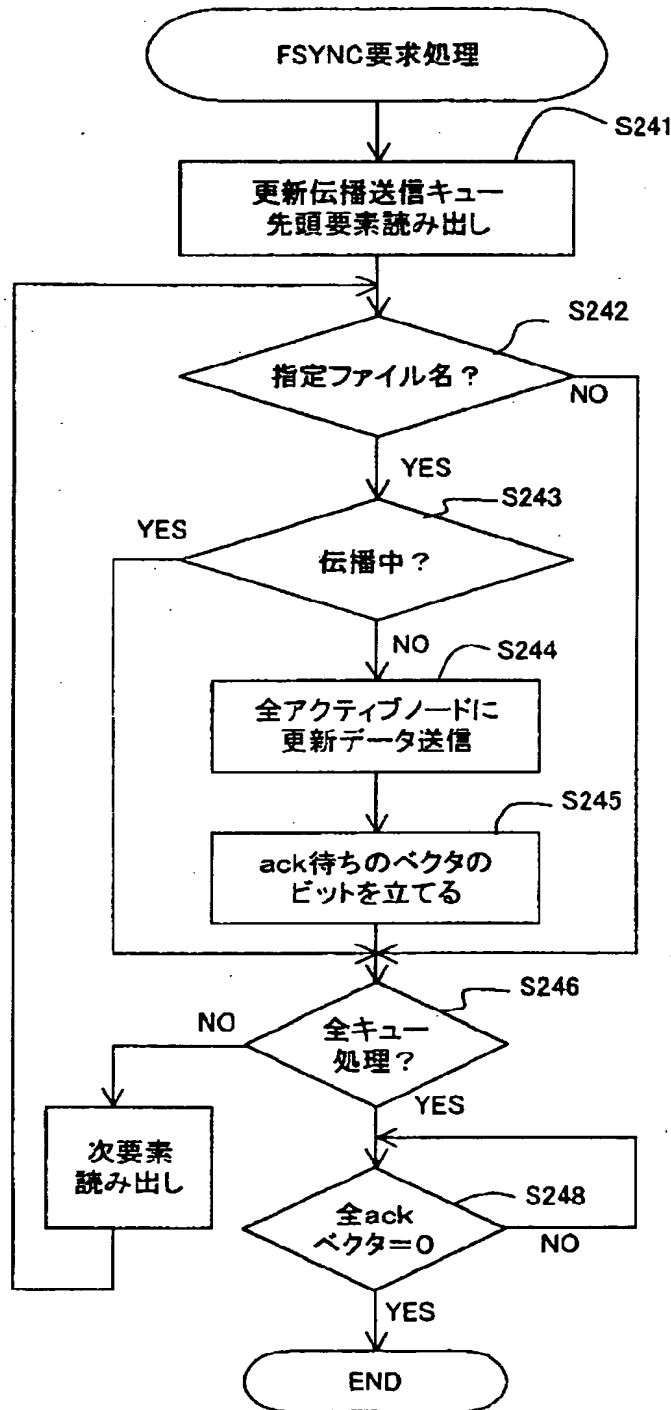 FSYNC要求処理
S241
更新伝播送信キュー
先頭要素読み出し
S242
指定ファイル名？
NO
YES
S243
YES
伝播中？
NO
S244
全アクティブノードに
更新データ送信
S245
ack待ちのベクタの
ビットを立てる
S246
NO
全キュー
処理？
YES
次要素
読み出し
S248
全ack
ベクタ＝0
NO
YES
END